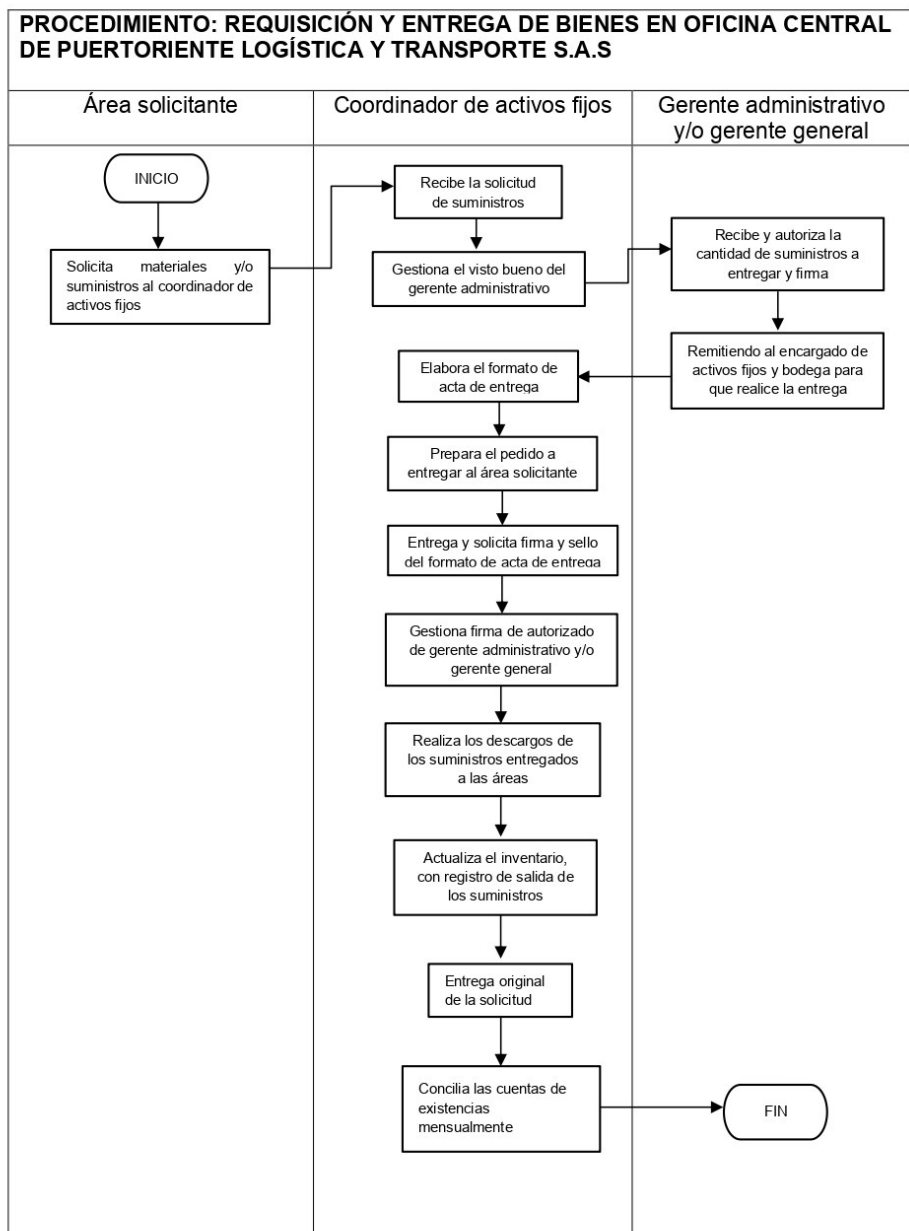 PROCEDIMIENTO: REQUISICIÓN Y ENTREGA DE BIENES EN OFICINA CENTRAL
DE PUERTORIENTE LOGÍSTICA Y TRANSPORTE S.A.S
Área solicitante
Coordinador de activos fijos
Gerente administrativo
y/o gerente general
INICIO
Solicita materiales y/o
suministros al coordinador de
activos fijos
Recibe la solicitud
de suministros
Gestiona el visto bueno del
gerente administrativo
Recibe y autoriza la
cantidad de suministros a
entregar y firma
Remitiendo al encargado de
activos fijos y bodega para
que realice la entrega
Elabora el formato de
acta de entrega
Prepara el pedido a
entregar al área solicitante
Entrega y solicita firma y sello
del formato de acta de entrega
Gestiona firma de autorizado
de gerente administrativo y/o
gerente general
Realiza los descargos de
los suministros entregados
a las áreas
Actualiza el inventario,
con registro de salida de
los suministros
Entrega original
de la solicitud
Concilia las cuentas de
existencias
mensualmente
FIN